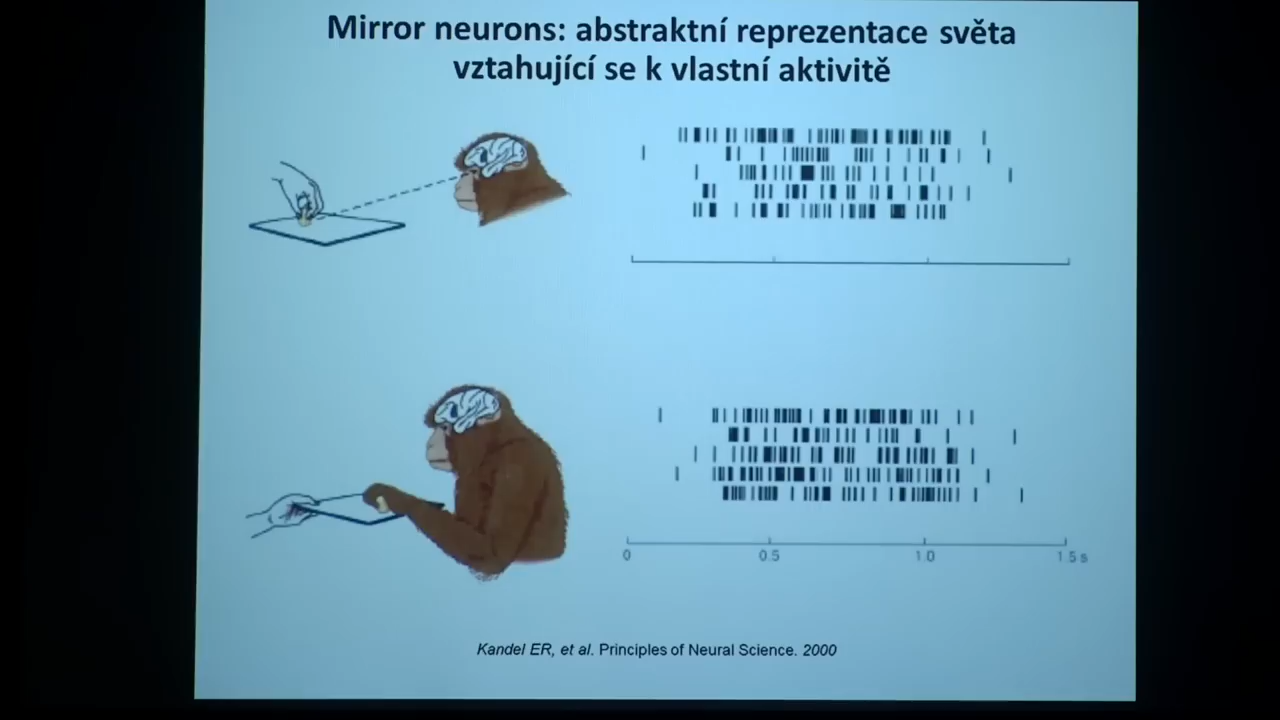 Mirror neurons: abstraktní reprezentace světa
vztahující se k vlastní aktivitě
0 0.5 1.0 1.5 s
Kandel ER, et al. Principles of Neural Science. 2000